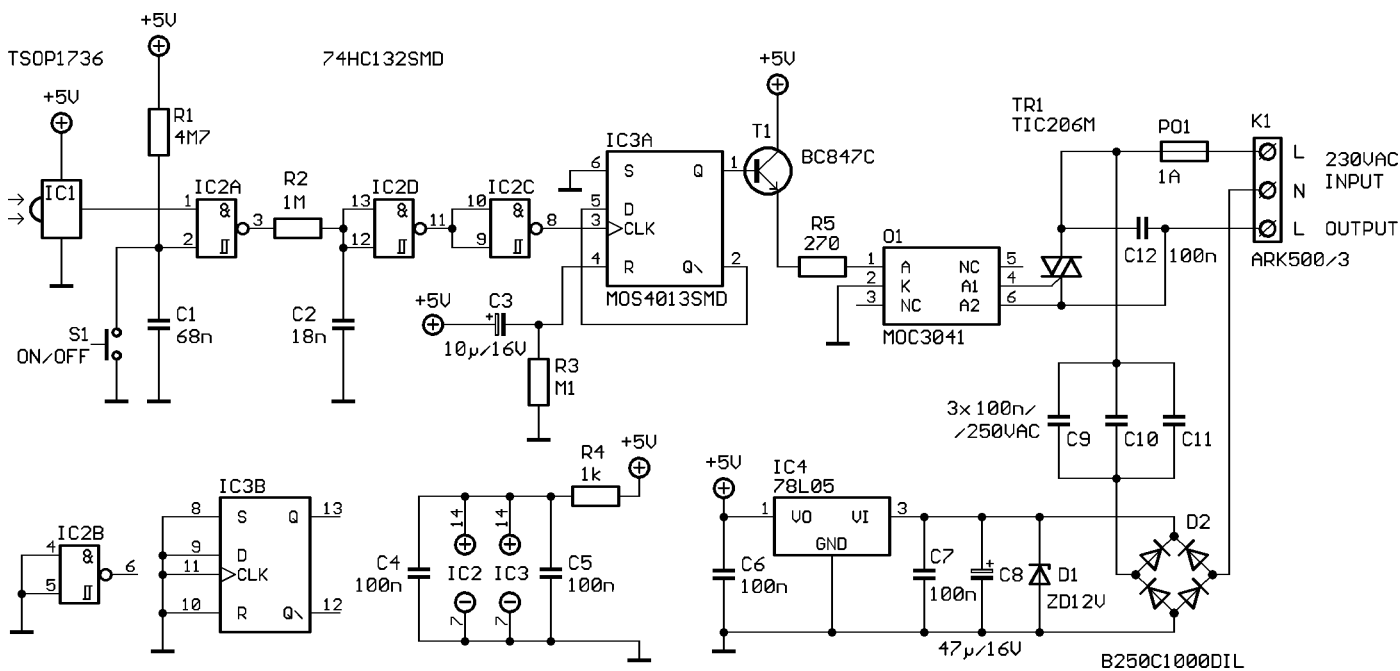 +5V
TSOP1736
74HC132SMD
+5V
+5V
R1
4M7
IC1
IC2A
1
2
3
&
R2
1M
IC2D
13
12
11
&
IC2C
10
9
8
&
IC3A
6
5
3
4
1
2
S
D
CLK
R
Q
Q\
MOS4013SMD
T1
BC847C
R5
270
O1
1
2
3
A
K
NC
NC
A1
A2
5
4
6
MOC3041
TR1
TIC206M
PO1
1A
K1
L
N
L
230VAC
INPUT
OUTPUT
ARK500/3
C12
100n
S1
ON/OFF
C1
68n
C2
18n
+5V
C3
+
10µ/16V
R3
M1
3x100n/
/250VAC
C9
C10
C11
IC2B
4
5
6
&
IC3B
8
9
11
10
13
12
S
D
CLK
R
Q
Q\
C4
100n
14
14
IC2
IC3
7
7
C5
100n
R4
1k
+5V
+5V
IC4
78L05
1
3
VO
VI
GND
C6
100n
C7
100n
+
C8
47µ/16V
D1
ZD12V
D2
B250C1000DIL